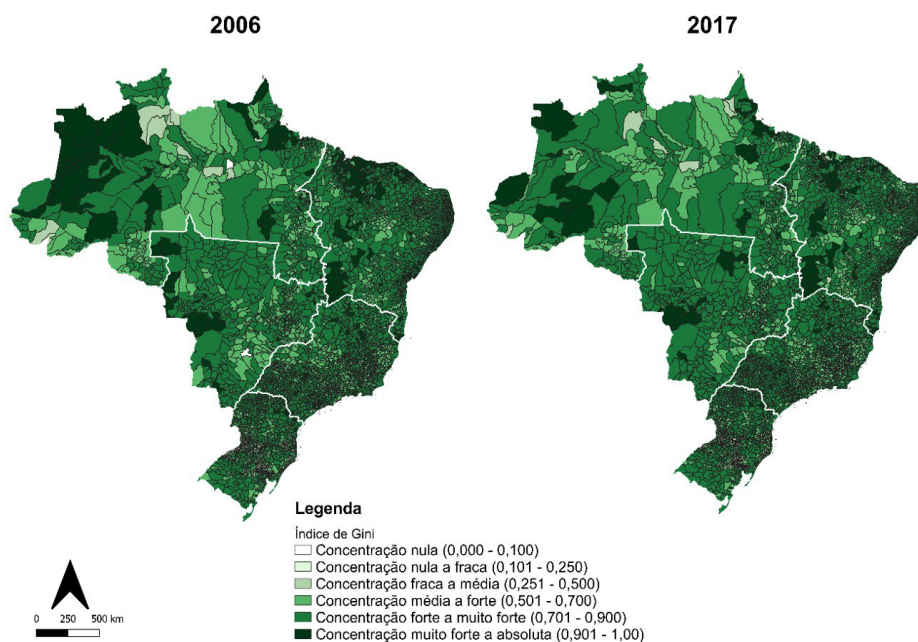 2006
2017
Legenda
Índice de Gini
Concentração nula (0,000 - 0,100)
Concentração nula a fraca (0,101 - 0,250)
Concentração fraca a média (0,251 - 0,500)
Concentração média a forte (0,501 - 0,700)
Concentração forte a muito forte (0,701 - 0,900)
Concentração muito forte a absoluta (0,901 - 1,00)
0 250 500 km